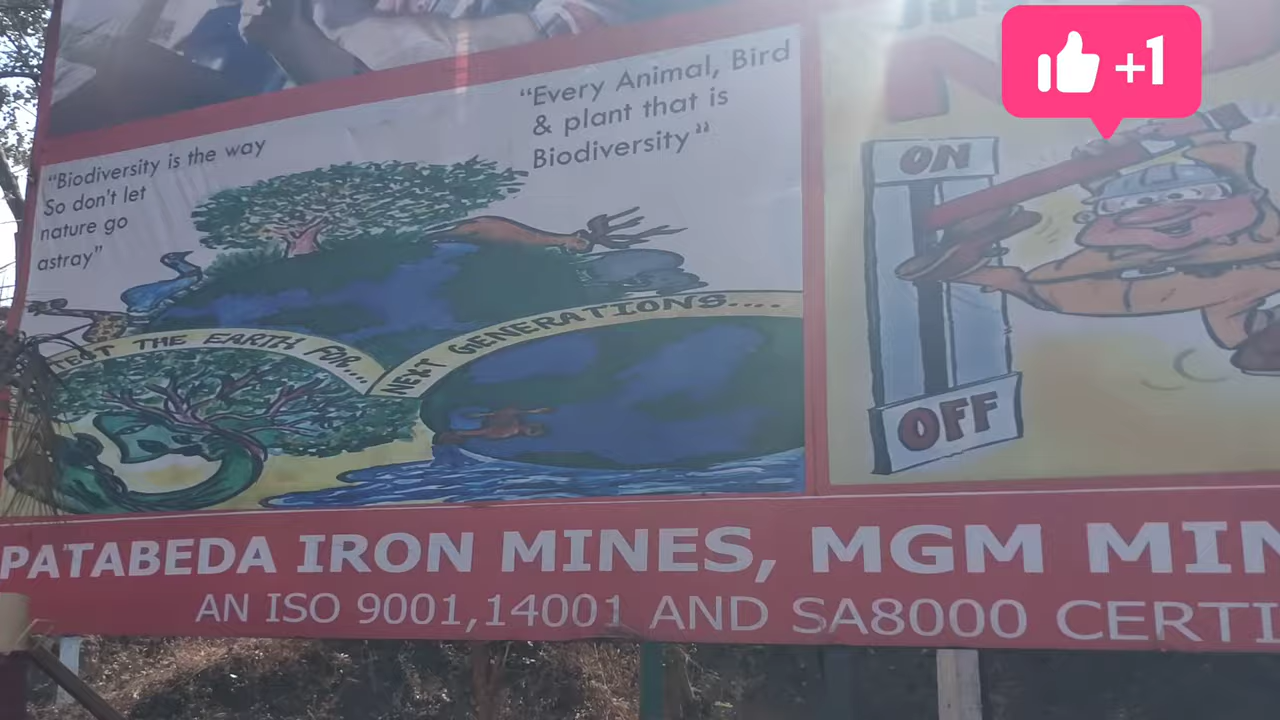 +1
"Biodiversity is the way
So don't let
nature go
astray"
"Every Animal, Bird
& plant that is
Biodiversity"
ON
OFF
THE EARTH FOR...
NEXT GENERATIONS....
PATABEDA IRON MINES, MGM
AN ISO 9001,14001 AND SA8000